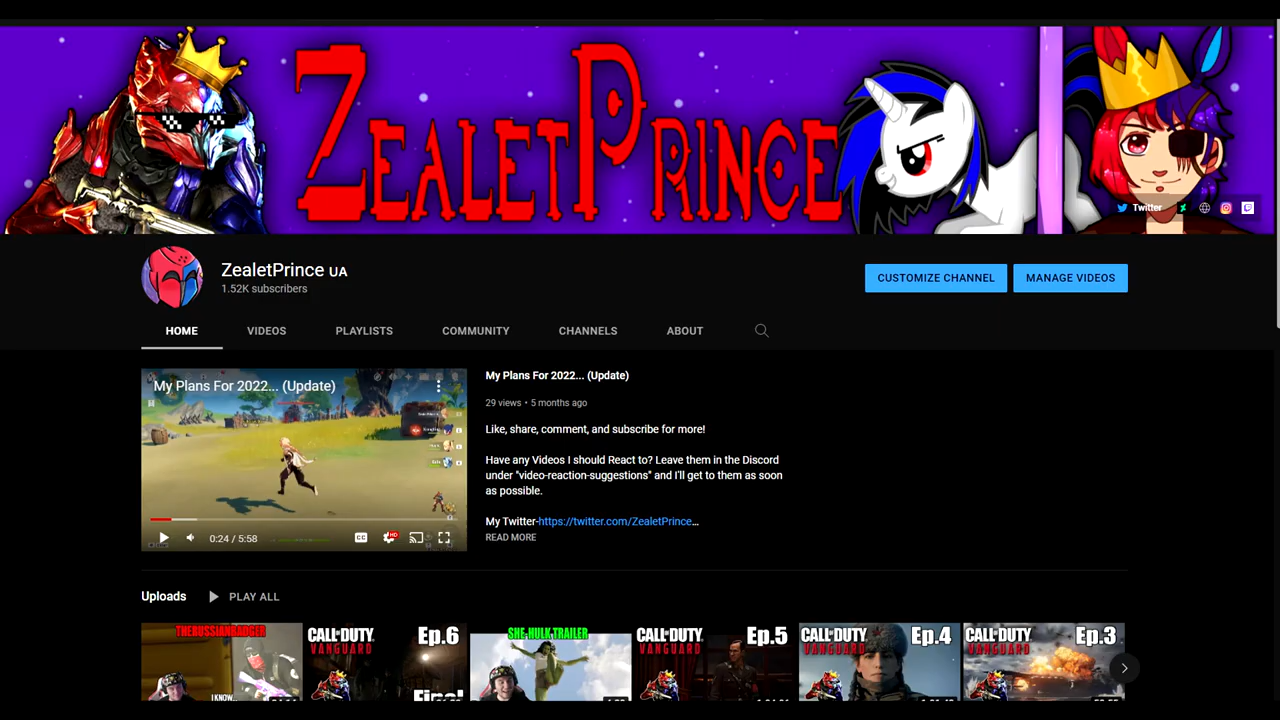 ZEALETPRINCE
Twitter
ZealetPrince UA
1.52K subscribers
CUSTOMIZE CHANNEL
MANAGE VIDEOS
HOME
VIDEOS
PLAYLISTS
COMMUNITY
CHANNELS
ABOUT
My Plans For 2022... (Update)
0:24 / 5:58
CC
HD
My Plans For 2022... (Update)
29 views • 5 months ago
Like, share, comment, and subscribe for more!
Have any Videos I should React to? Leave them in the Discord
under "video-reaction-suggestions" and I'll get to them as soon
as possible.
My Twitter-https://twitter.com/ZealetPrince...
READ MORE
Uploads
PLAY ALL
THERUSSIANBADGER
I KNOW...
CALL OF DUTY
VANGUARD
Ep.6
Final
SHE-HULK TRAILER
CALL OF DUTY
VANGUARD
Ep.5
CALL OF DUTY
VANGUARD
Ep.4
CALL OF DUTY
VANGUARD
Ep.3